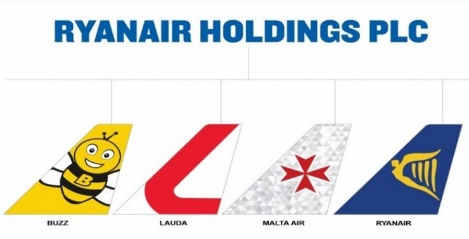 RYANAIR HOLDINGS PLC
B
BUZZ
LAUDA
MALTA AIR
RYANAIR